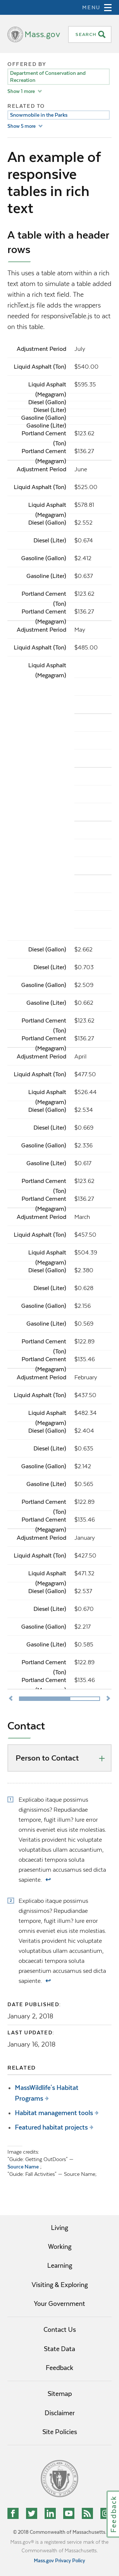 MENU
Mass.gov
SEARCH
OFFERED BY
Department of Conservation and
Recreation
Show 1 more
RELATED TO
Snowmobile in the Parks
Show 5 more
An example of
responsive
tables in rich
text
A table with a header
rows
This uses a table added within a rich
text to simulate a table added added
within a rich text field. The
richText.js file adds the wrappers
needed for responsiveTable.js to act
on this table.
Adjustment Period July
Liquid Asphalt (Ton) $540.00
Liquid Asphalt $595.35
(Megagram)
Diesel (Gallon)
Diesel (Liter)
Gasoline (Gallon)
Gasoline (Liter)
Portland Cement $123.62
(Ton)
Portland Cement $136.27
(Megagram)
Adjustment Period June
Liquid Asphalt (Ton) $525.00
Liquid Asphalt $578.81
(Megagram)
Diesel (Gallon) $2.552
Diesel (Liter) $0.674
Gasoline (Gallon) $2.412
Gasoline (Liter) $0.637
Portland Cement $123.62
(Ton)
Portland Cement $136.27
(Megagram)
Adjustment Period May
Liquid Asphalt (Ton) $485.00
Liquid Asphalt
(Megagram)
Diesel (Gallon) $2.662
Diesel (Liter) $0.703
Gasoline (Gallon) $2.509
Gasoline (Liter) $0.662
Portland Cement $123.62
(Ton)
Portland Cement $136.27
(Megagram)
Adjustment Period April
Liquid Asphalt (Ton) $477.50
Liquid Asphalt $526.44
(Megagram)
Diesel (Gallon) $2.534
Diesel (Liter) $0.669
Gasoline (Gallon) $2.336
Gasoline (Liter) $0.617
Portland Cement $123.62
(Ton)
Portland Cement $136.27
(Megagram)
Adjustment Period March
Liquid Asphalt (Ton) $457.50
Liquid Asphalt $504.39
(Megagram)
Diesel (Gallon) $2.380
Diesel (Liter) $0.628
Gasoline (Gallon) $2.156
Gasoline (Liter) $0.569
Portland Cement $122.89
(Ton)
Portland Cement $135.46
(Megagram)
Adjustment Period February
Liquid Asphalt (Ton) $437.50
Liquid Asphalt $482.34
(Megagram)
Diesel (Gallon) $2.404
Diesel (Liter) $0.635
Gasoline (Gallon) $2.142
Gasoline (Liter) $0.565
Portland Cement $122.89
(Ton)
Portland Cement $135.46
(Megagram)
Adjustment Period January
Liquid Asphalt (Ton) $427.50
Liquid Asphalt $471.32
(Megagram)
Diesel (Gallon) $2.537
Diesel (Liter) $0.670
Gasoline (Gallon) $2.217
Gasoline (Liter) $0.585
Portland Cement $122.89
(Ton)
Portland Cement $135.46
Contact
Person to Contact
1 Explicabo itaque possimus
dignissimos? Repudiandae
tempore, fugit illum? Iure error
omnis eveniet eius iste molestias.
Veritatis provident hic voluptate
voluptatibus ullam accusantium,
obcaecati tempora soluta
praesentium accusamus sed dicta
sapiente.
2 Explicabo itaque possimus
dignissimos? Repudiandae
tempore, fugit illum? Iure error
omnis eveniet eius iste molestias.
Veritatis provident hic voluptate
voluptatibus ullam accusantium,
obcaecati tempora soluta
praesentium accusamus sed dicta
sapiente.
DATE PUBLISHED:
January 2, 2018
LAST UPDATED:
January 16, 2018
RELATED
MassWildlife's Habitat
Programs +
Habitat management tools +
Featured habitat projects +
Image credits:
"Guide: Getting OutDoors" —
Source Name ,
"Guide: Fall Activities" — Source Name,
Living
Working
Learning
Visiting & Exploring
Your Government
Contact Us
State Data
Feedback
Sitemap
Disclaimer
Site Policies
Feedback
© 2018 Commonwealth of Massachusetts.
Mass.gov® is a registered service mark of the
Commonwealth of Massachusetts.
Mass.gov Privacy Policy